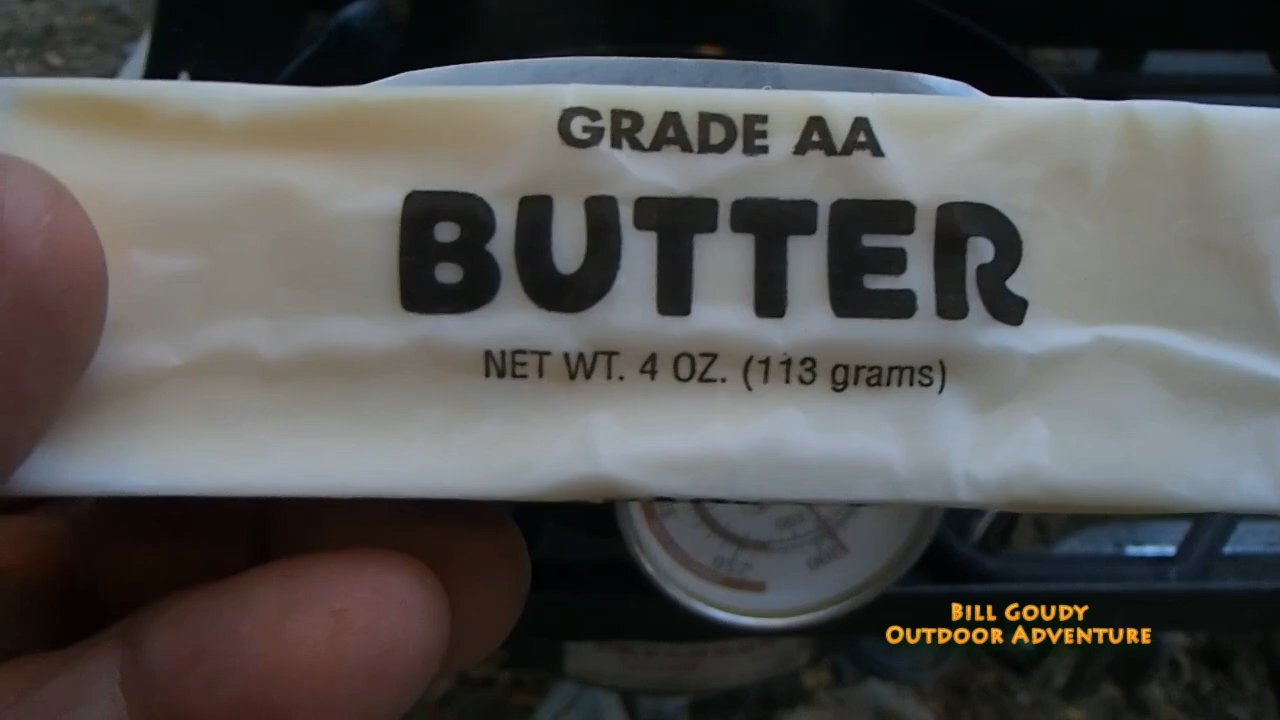 GRADE AA
BUTTER
NET WT. 4 OZ. (113 grams)
BILL GOUDY
OUTDOOR ADVENTURE